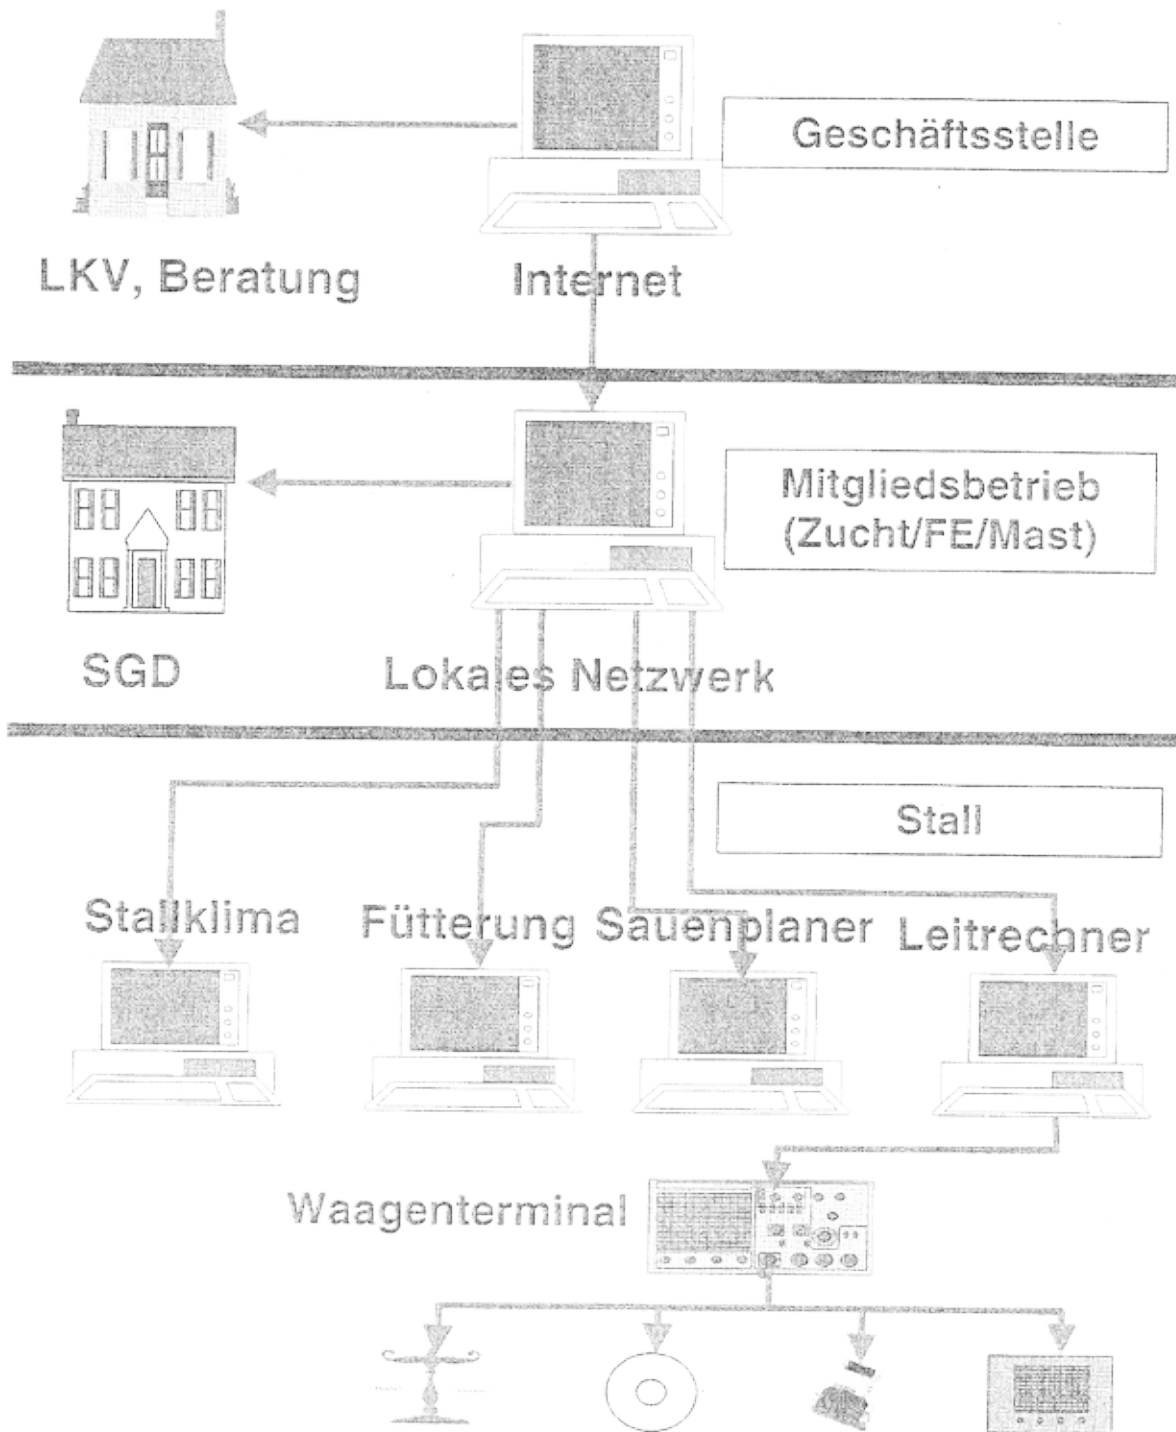 Geschäftsstelle
LKV, Beratung
Internet
Mitgliedsbetrieb
(Zucht/FE/Mast)
SGD
Lokales Netzwerk
Stall
Stallklima
Fütterung
Sauenplaner
Leitrechner
Waagenterminal